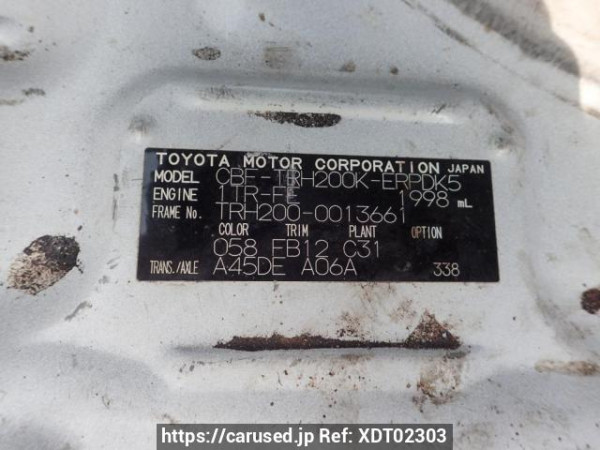 TOYOTA MOTOR CORPORATION JAPAN
MODEL CBF-TRH200K-ERPDK5
ENGINE 1TR-FE 1998 mL
FRAME No. TRH200-0013661
COLOR TRIM PLANT OPTION
058 FB12 C31
TRANS./AXLE A45DE A06A 338
https://carused.jp Ref: XDT02303